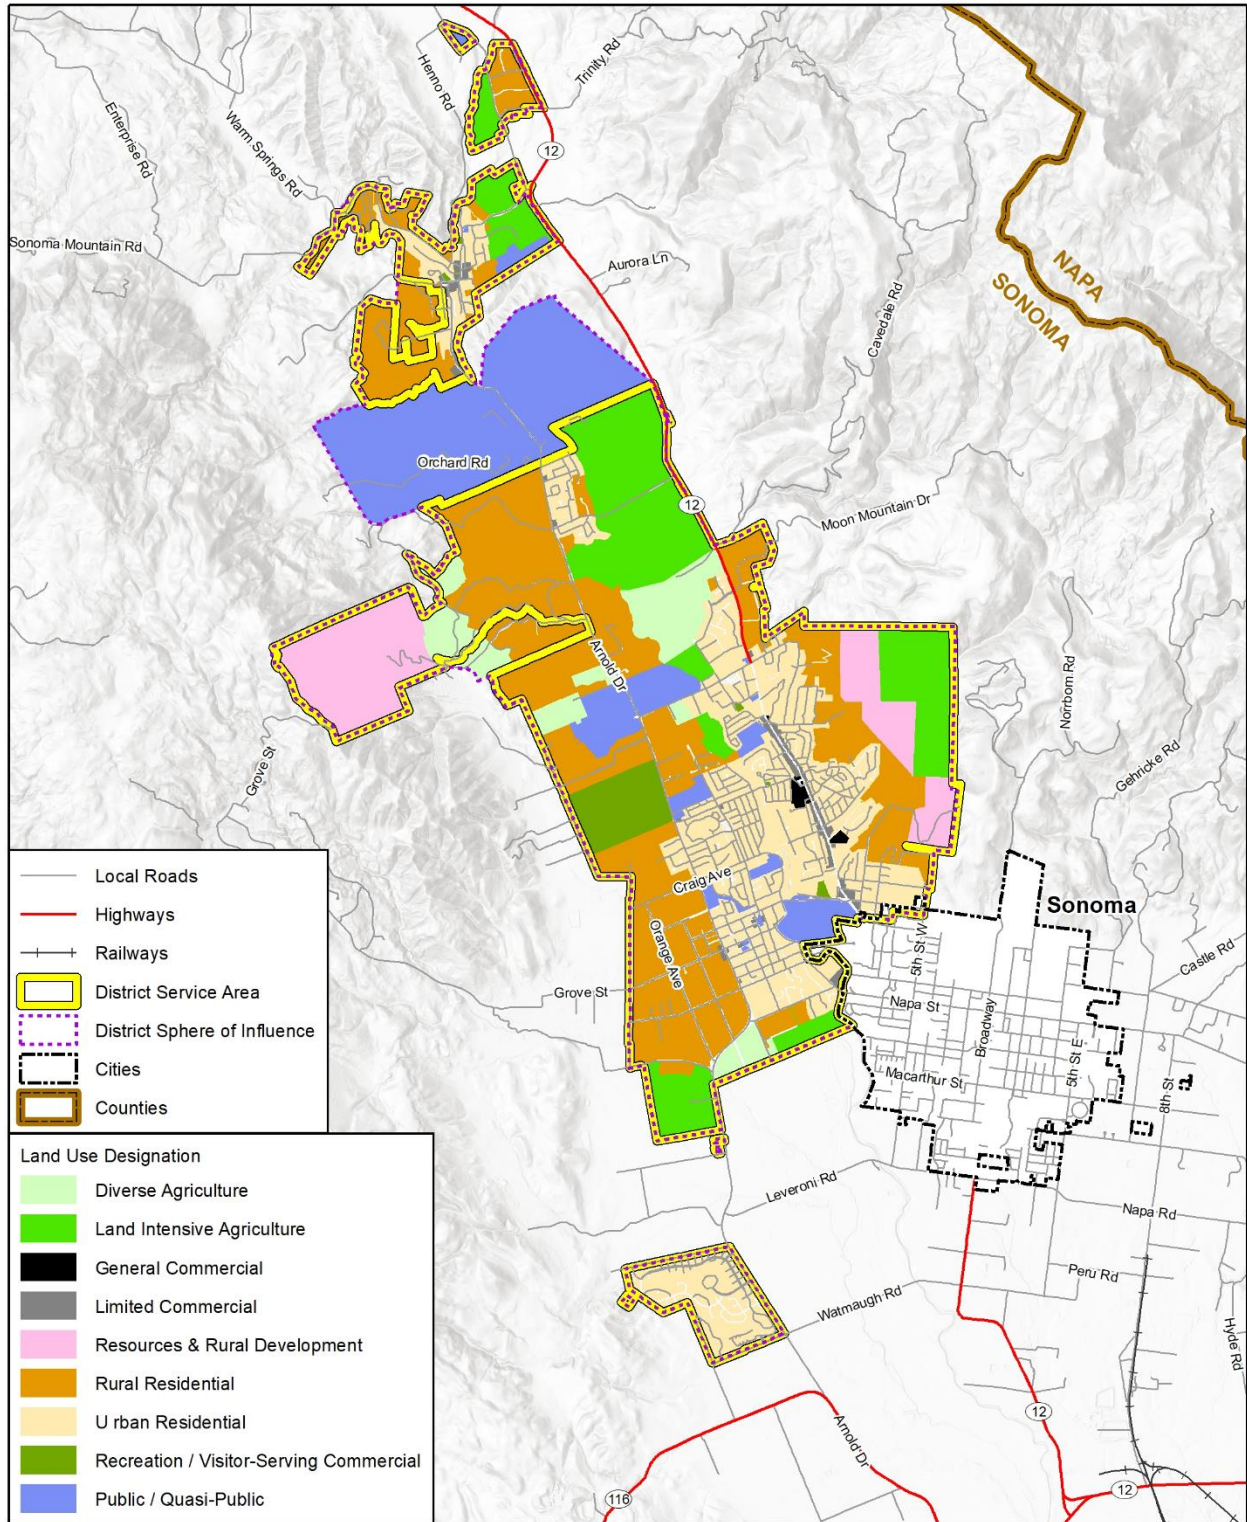 Henno Rd
Trinity Rd
Enterprise Rd
Warm Springs Rd
12
Sonoma Mountain Rd
Aurora Ln
NAPA
SONOMA
Cavedale Rd
Orchard Rd
12
Moon Mountain Dr
Arnold Dr
Norrbom Rd
Grove St
Gehricke Rd
Craig Ave
Sonoma
Orange Ave
5th St W
Castle Rd
Grove St
Napa St
Broadway
5th St E
Macarthur St
8th St
Leveroni Rd
Napa Rd
Peru Rd
Watmaugh Rd
Hyde Rd
12
Arnold Dr
116
12
Local Roads
Highways
Railways
District Service Area
District Sphere of Influence
Cities
Counties
Land Use Designation
Diverse Agriculture
Land Intensive Agriculture
General Commercial
Limited Commercial
Resources & Rural Development
Rural Residential
U rban Residential
Recreation / Visitor-Serving Commercial
Public / Quasi-Public